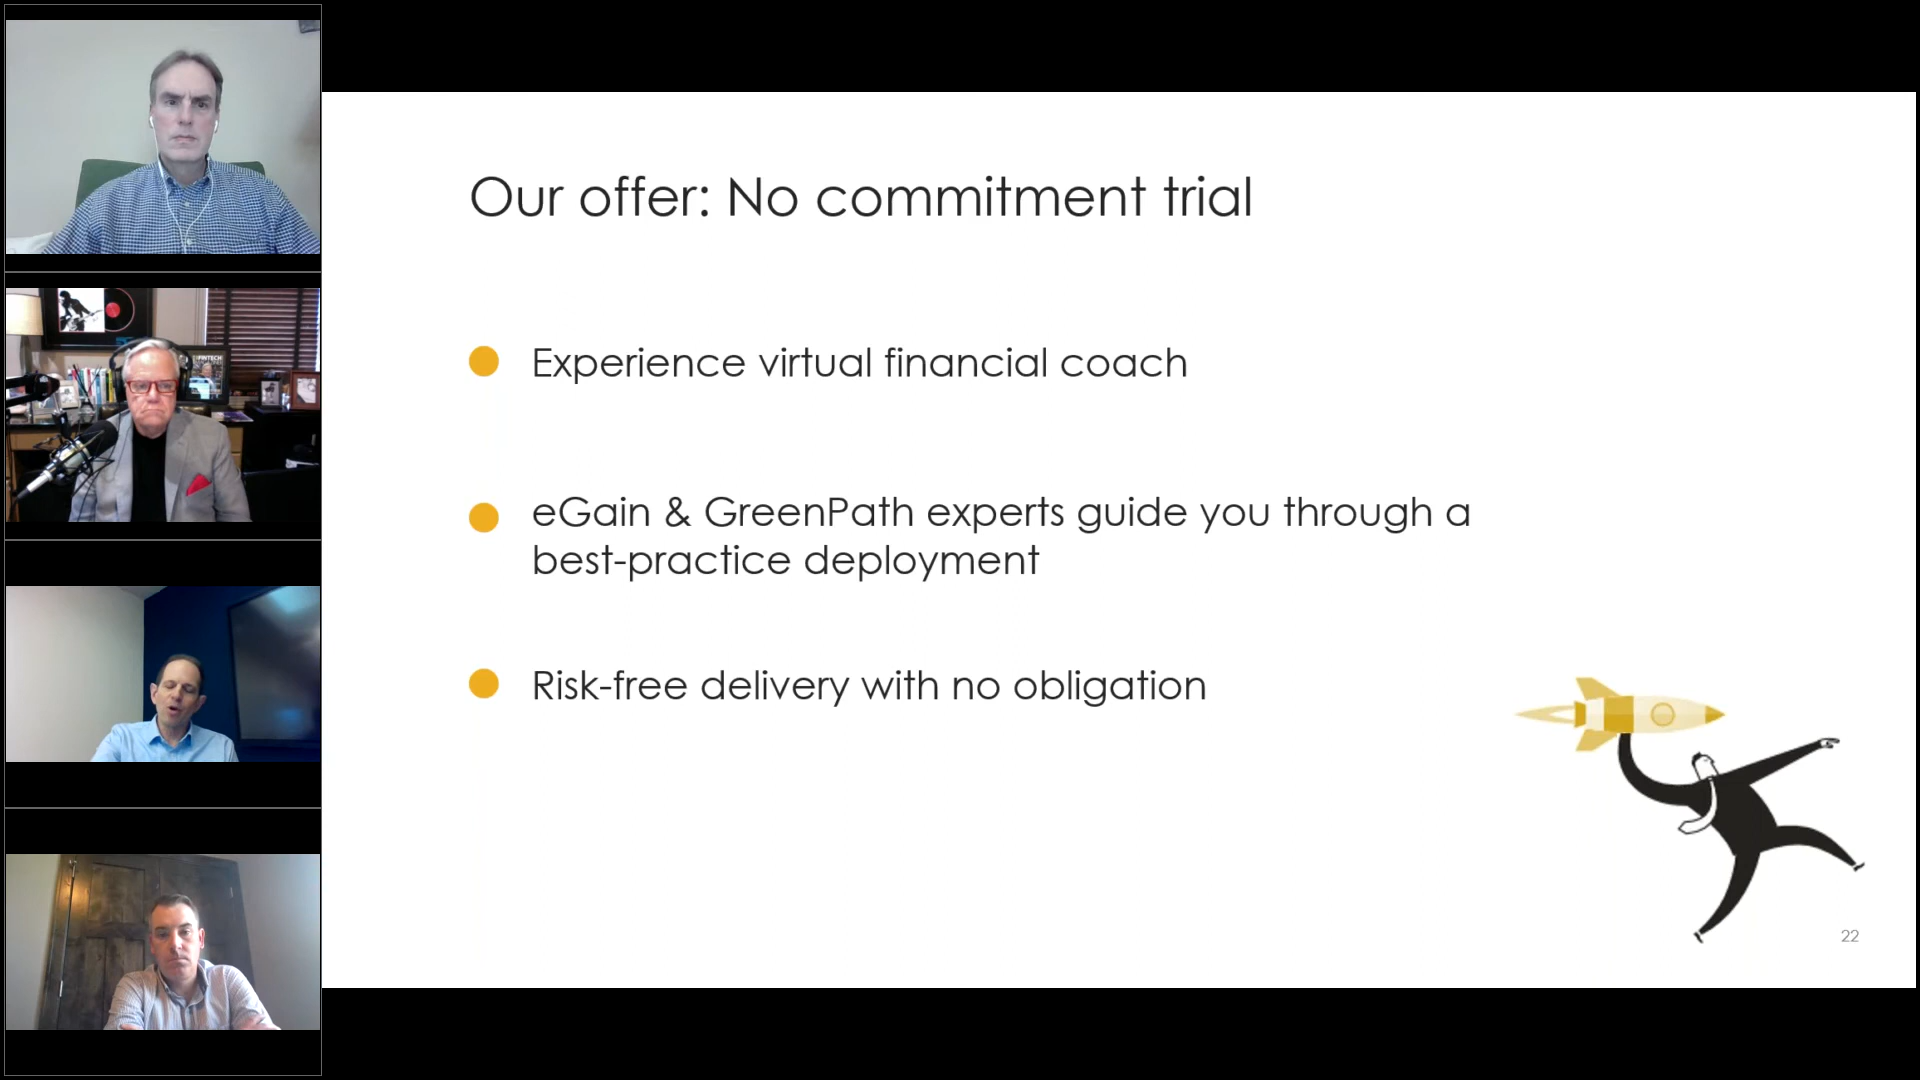 FINTECH
Our offer: No commitment trial
Experience virtual financial coach
eGain & GreenPath experts guide you through a
best-practice deployment
Risk-free delivery with no obligation
22